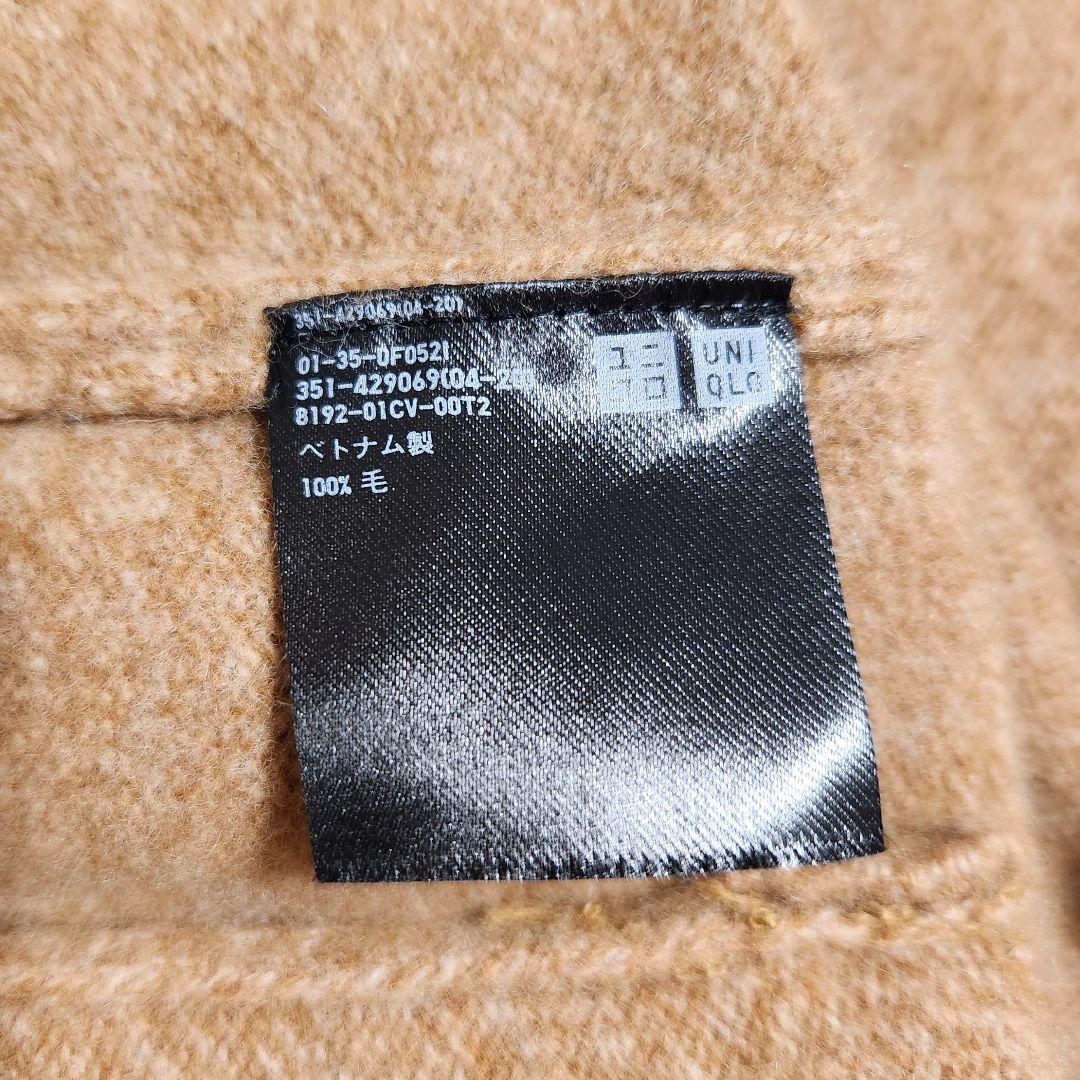 351-429069(04-20)
01-35-0F0521
351-429069(04-20)
8192-01CV-00T2
ベトナム製
100% 毛
ユニ
クロ
UNI
QLO